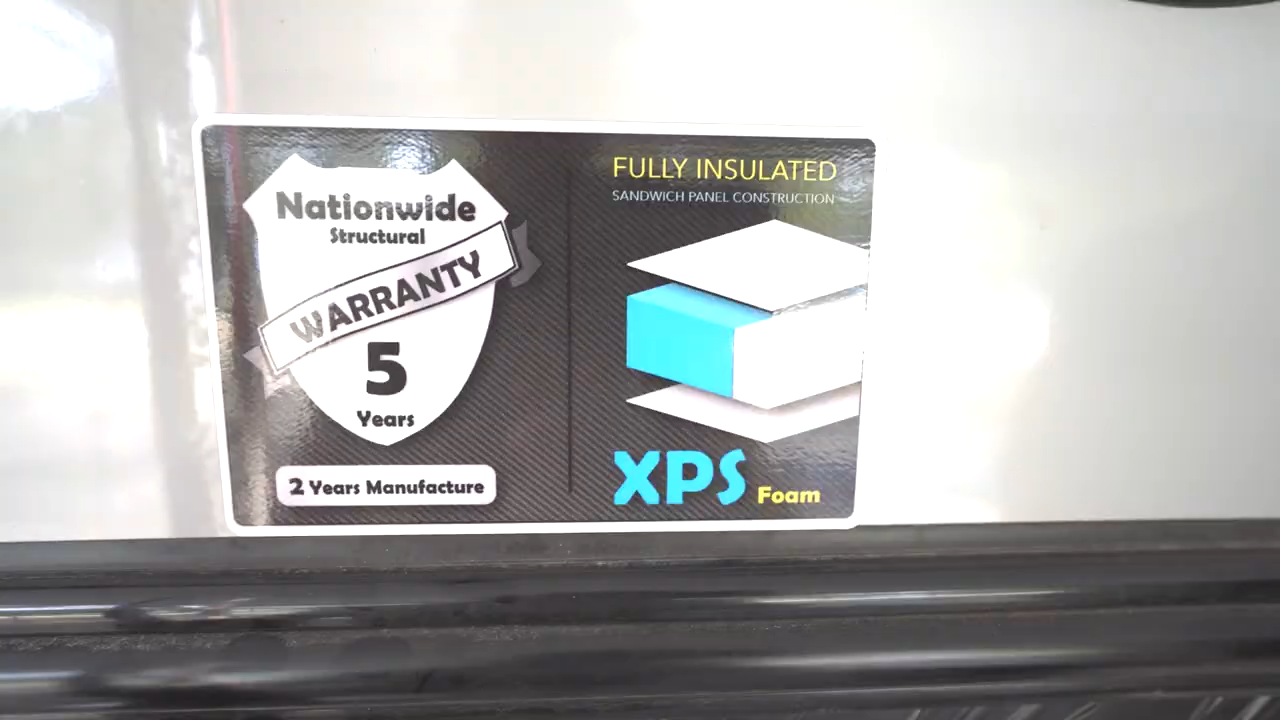 Nationwide
Structural
WARRANTY
5
Years
2 Years Manufacture
FULLY INSULATED
SANDWICH PANEL CONSTRUCTION
XPS Foam